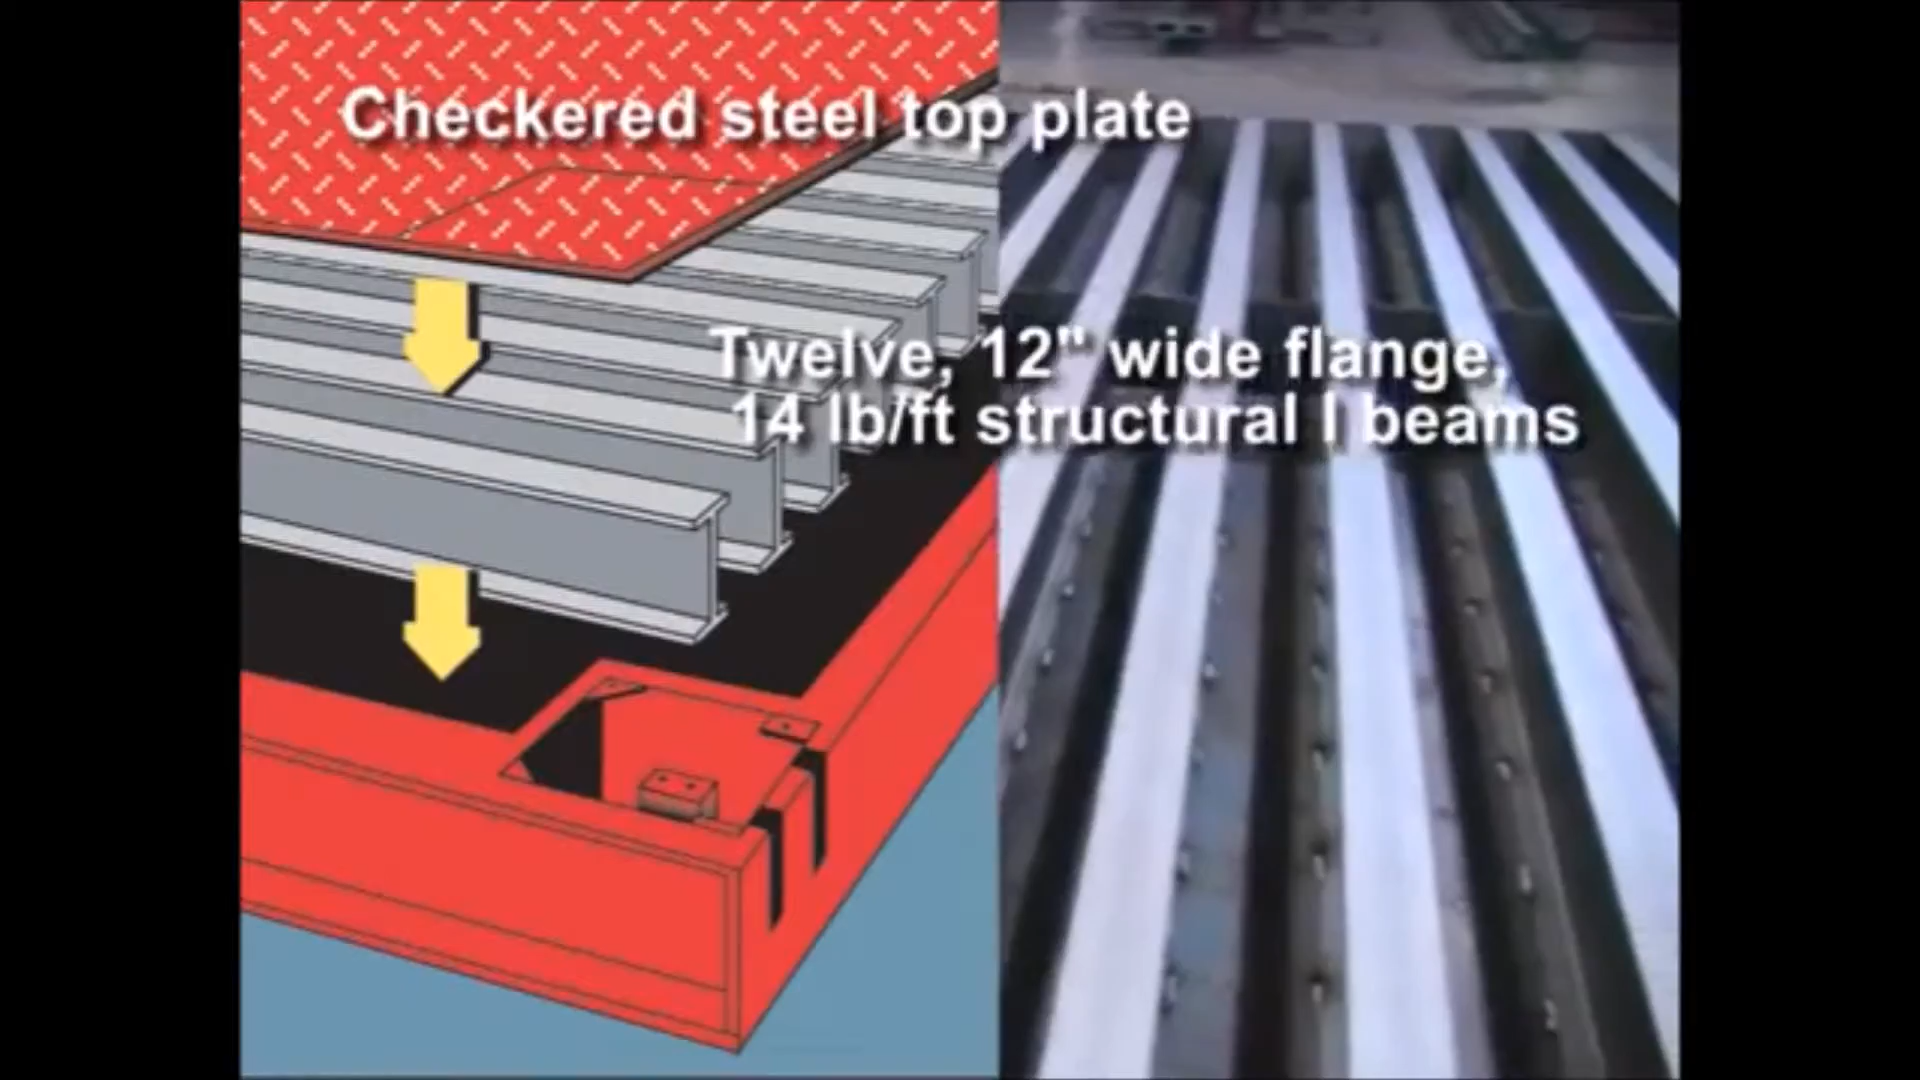 Checkered steel top plate
Twelve, 12" wide flange,
14 lb/ft structural I beams